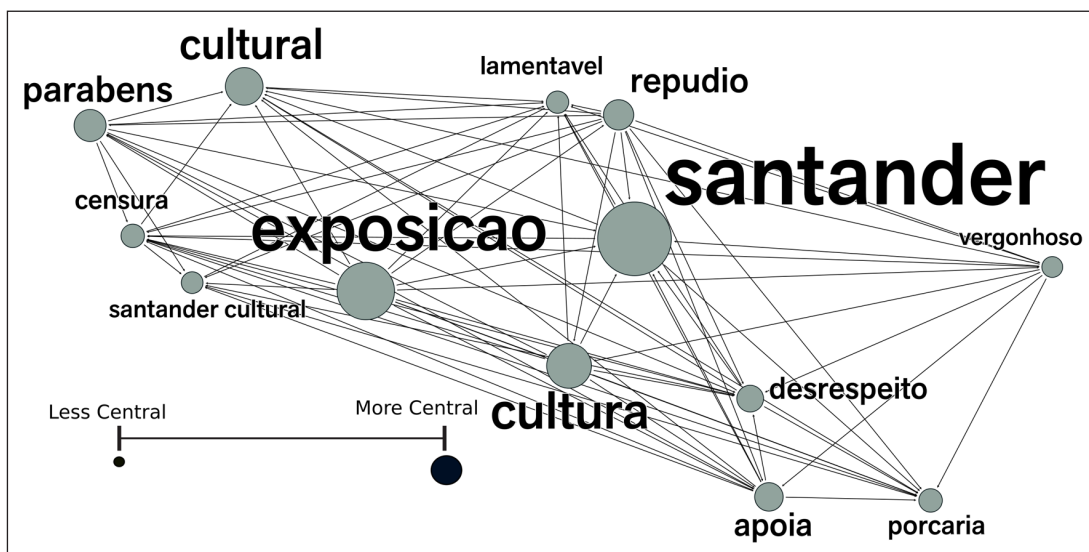 cultural
lamentavel
repudio
parabens
santander
censura
exposicao
vergonhoso
santander cultural
desrespeito
Less Central
More Central
cultura
apoia
porcaria